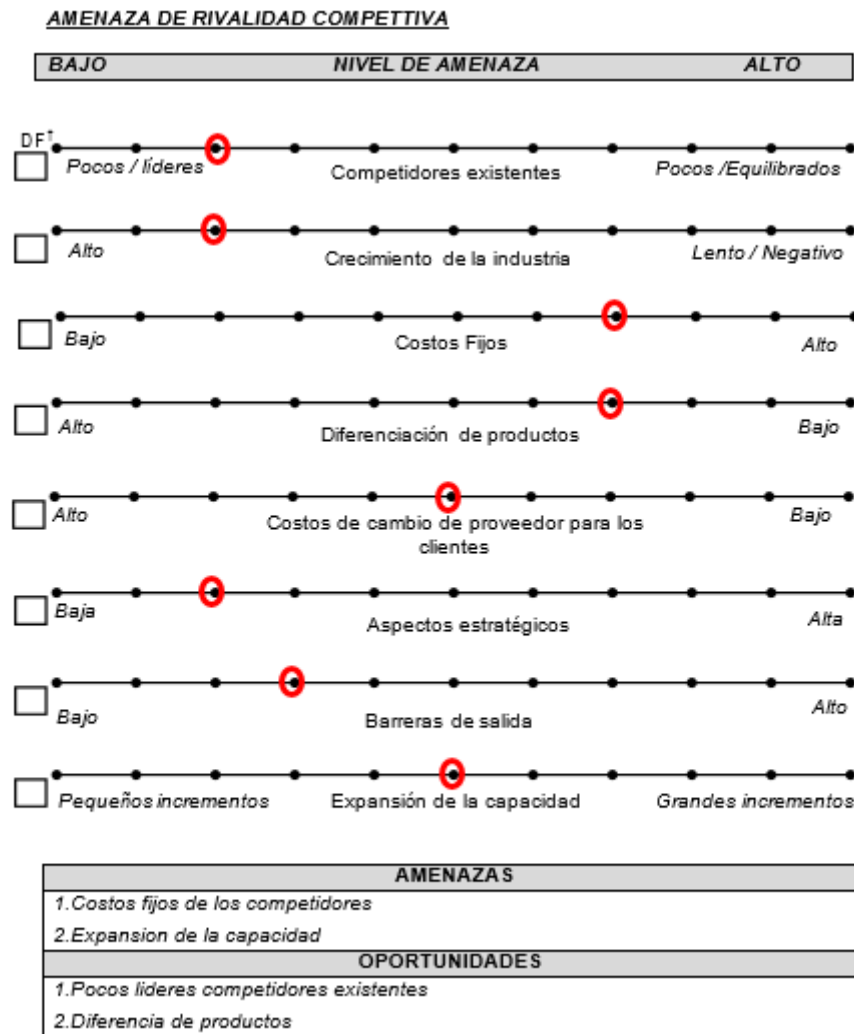 AMENAZA DE RIVALIDAD COMPETTIVA
BAJO NIVEL DE AMENAZA ALTO
DF†
Pocos / líderes Competidores existentes Pocos /Equilibrados
Alto Crecimiento de la industria Lento / Negativo
Bajo Costos Fijos Alto
Alto Diferenciación de productos Bajo
Alto Costos de cambio de proveedor para los Bajo
clientes
Baja Aspectos estratégicos Alta
Bajo Barreras de salida Alto
Pequeños incrementos Expansión de la capacidad Grandes incrementos
AMENAZAS
1.Costos fijos de los competidores
2.Expansion de la capacidad
OPORTUNIDADES
1.Pocos lideres competidores existentes
2.Diferencia de productos